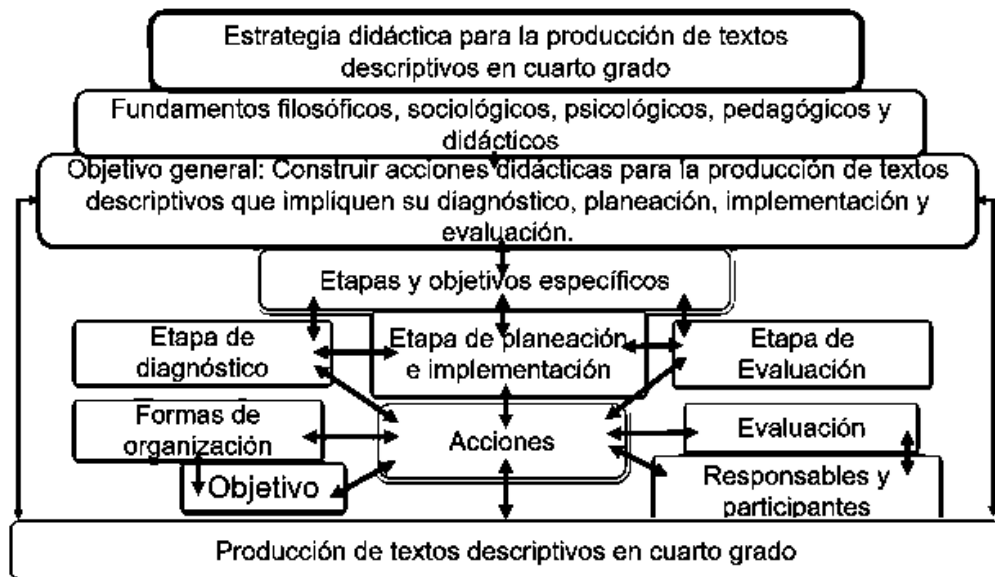 Estrategia didáctica para la producción de textos
descriptivos en cuarto grado
Fundamentos filosóficos, sociológicos, psicológicos, pedagógicos y
didácticos
Objetivo general: Construir acciones didácticas para la producción de textos
descriptivos que impliquen su diagnóstico, planeación, implementación y
evaluación.
Etapas y objetivos específicos
Etapa de
diagnóstico
Etapa de planeación
e implementación
Etapa de
Evaluación
Formas de
organización
Acciones
Evaluación
Objetivo
Responsables y
participantes
Producción de textos descriptivos en cuarto grado